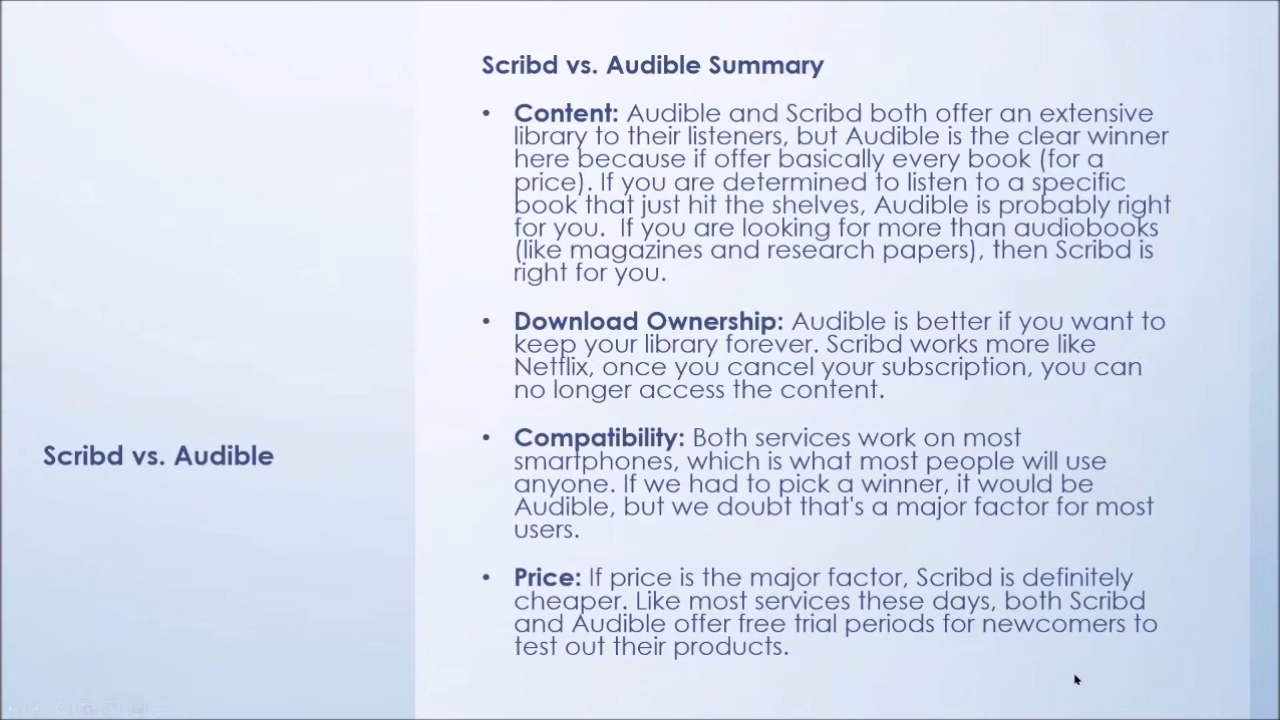 Scribd vs. Audible Summary
• Content: Audible and Scribd both offer an extensive
library to their listeners, but Audible is the clear winner
here because if offer basically every book (for a
price). If you are determined to listen to a specific
book that just hit the shelves, Audible is probably right
for you.  If you are looking for more than audiobooks
(like magazines and research papers), then Scribd is
right for you.
• Download Ownership: Audible is better if you want to
keep your library forever. Scribd works more like
Netflix, once you cancel your subscription, you can
no longer access the content.
• Compatibility: Both services work on most
smartphones, which is what most people will use
anyone. If we had to pick a winner, it would be
Audible, but we doubt that's a major factor for most
users.
• Price: If price is the major factor, Scribd is definitely
cheaper. Like most services these days, both Scribd
and Audible offer free trial periods for newcomers to
test out their products.
Scribd vs. Audible